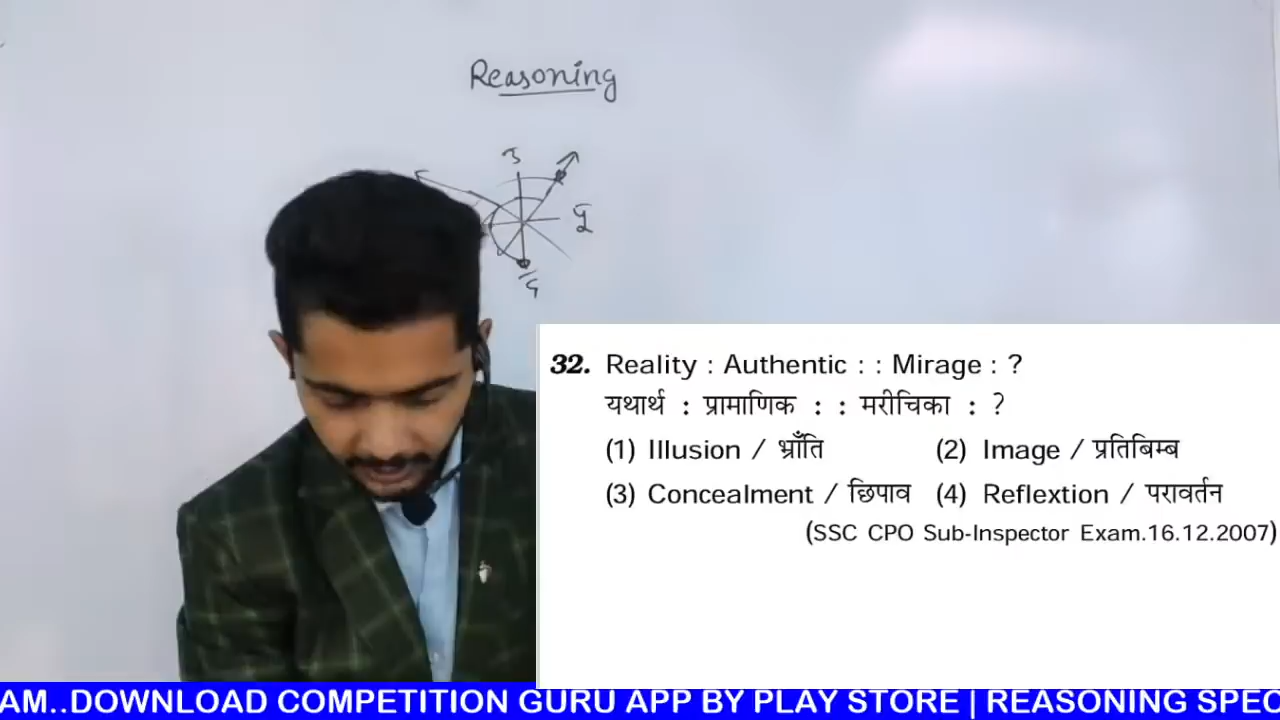 Reasoning
32. Reality : Authentic : : Mirage : ?
यथार्थ : प्रामाणिक : : मरीचिका : ?
(1) Illusion / भ्राँति (2) Image / प्रतिबिम्ब
(3) Concealment / छिपाव (4) Reflextion / परावर्तन
(SSC CPO Sub-Inspector Exam.16.12.2007)
AM..DOWNLOAD COMPETITION GURU APP BY PLAY STORE | REASONING SPEC